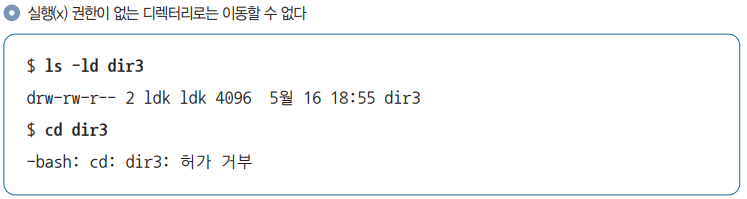 실행(x) 권한이 없는 디렉터리로는 이동할 수 없다
$ ls -ld dir3
drw-rw-r-- 2 ldk ldk 4096  5월 16 18:55 dir3
$ cd dir3
-bash: cd: dir3: 허가 거부